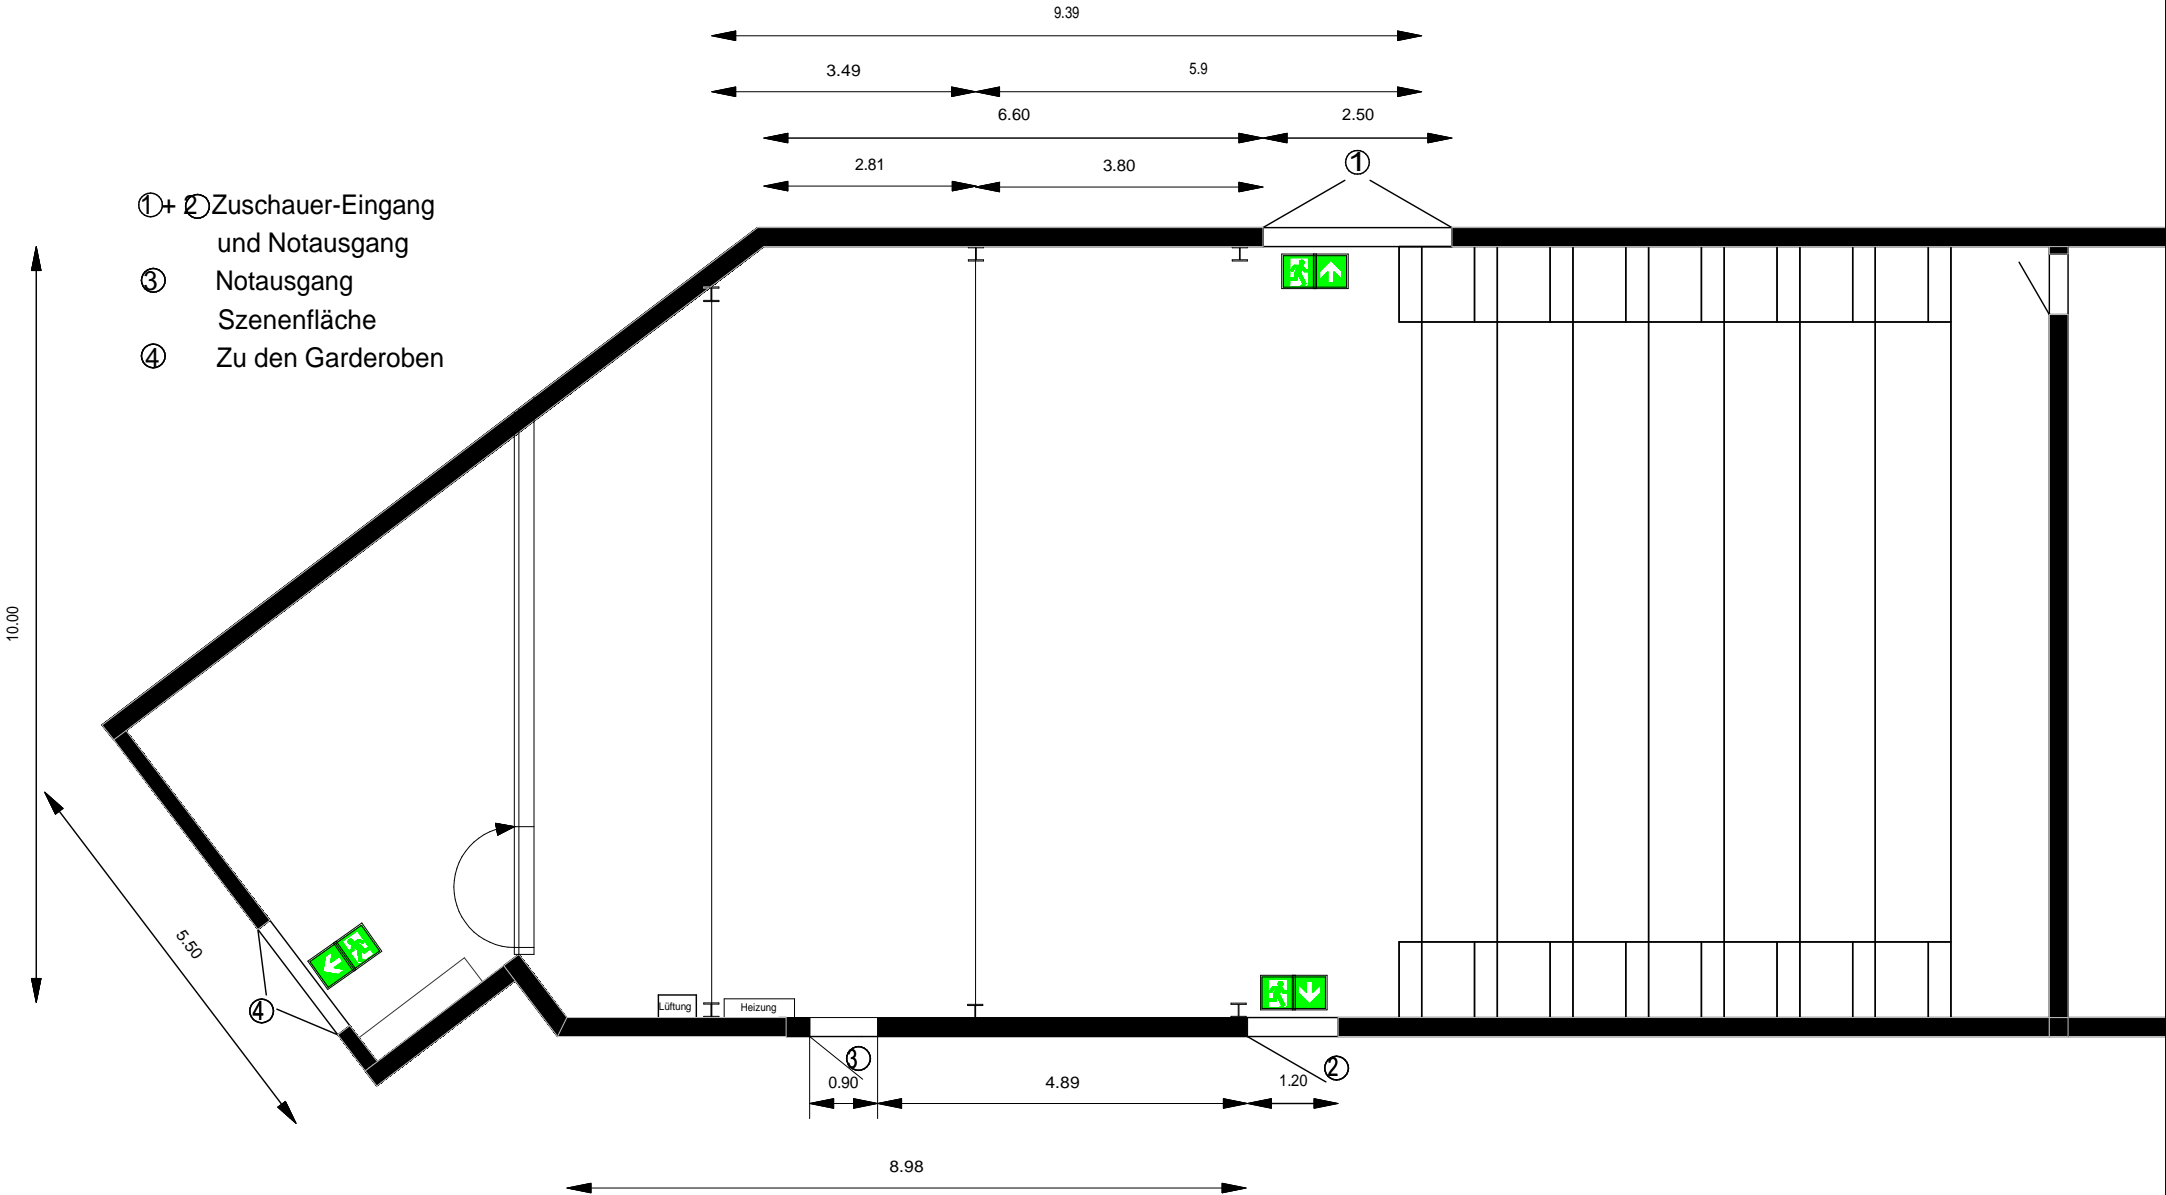 9.39
3.49 5.9
6.60 2.50
2.81 3.80
1
1 + 2 Zuschauer-Eingang
und Notausgang
3 Notausgang
Szenenfläche
4 Zu den Garderoben
10.00
5.50
4
Lüftung Heizung
3 2
0.90 4.89 1.20
8.98